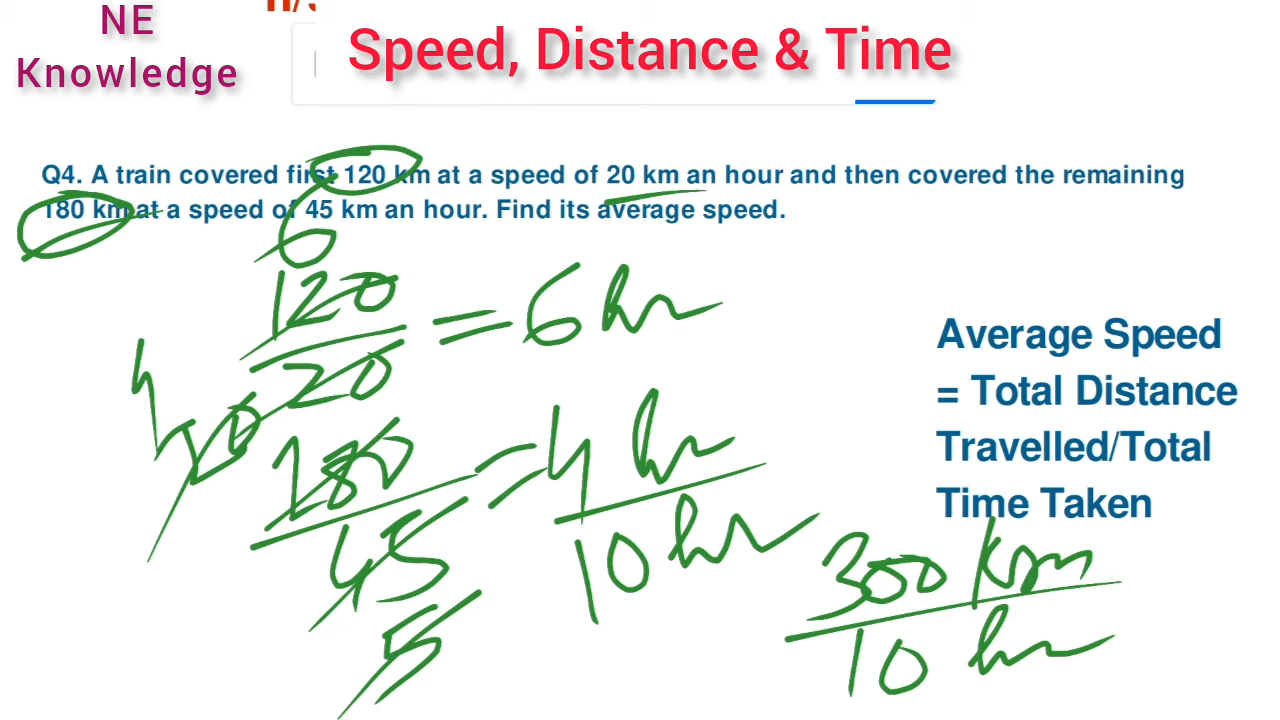 NE
Knowledge
Speed, Distance & Time
Q4. A train covered first 120 km at a speed of 20 km an hour and then covered the remaining
180 km at a speed of 45 km an hour. Find its average speed.
6
120
20
= 6 hr
4
20
180
45
5
= 4 hr
10 hr
Average Speed
= Total Distance
Travelled/Total
Time Taken
300 km
10 hr